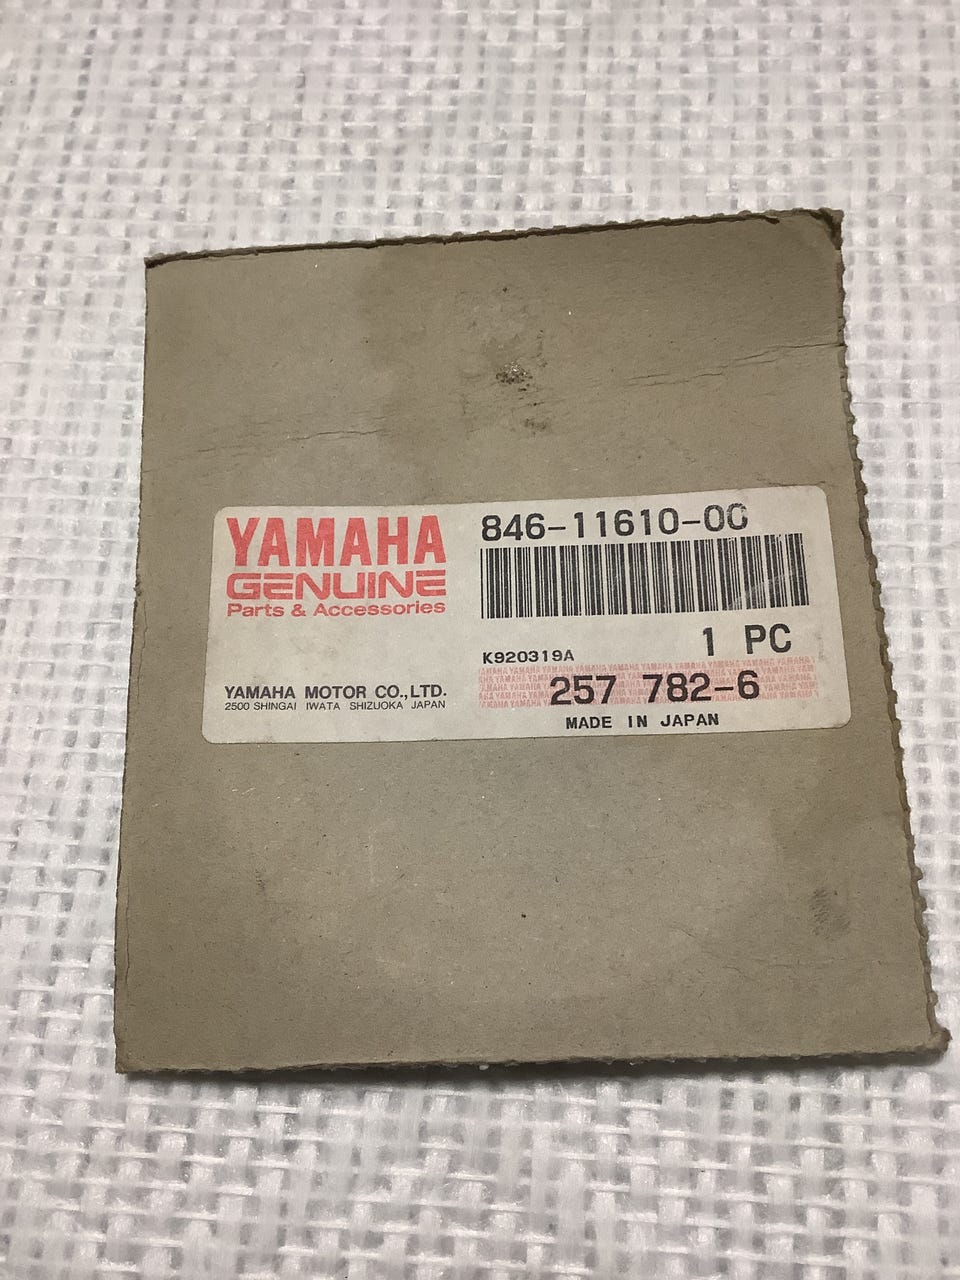 YAMAHA
GENUINE
Parts & Accessories
YAMAHA MOTOR CO.,LTD.
2500 SHINGAI IWATA SHIZUOKA JAPAN
846-11610-00
1 PC
K920319A
257 782-6
MADE IN JAPAN